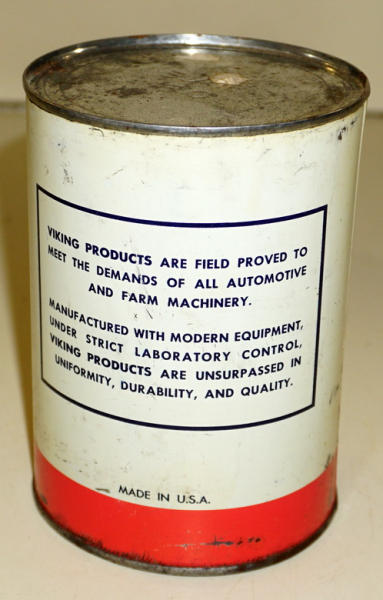 VIKING PRODUCTS ARE FIELD PROVED TO
MEET THE DEMANDS OF ALL AUTOMOTIVE
AND FARM MACHINERY.
MANUFACTURED WITH MODERN EQUIPMENT,
UNDER STRICT LABORATORY CONTROL,
VIKING PRODUCTS ARE UNSURPASSED IN
UNIFORMITY, DURABILITY, AND QUALITY.
MADE IN U.S.A.